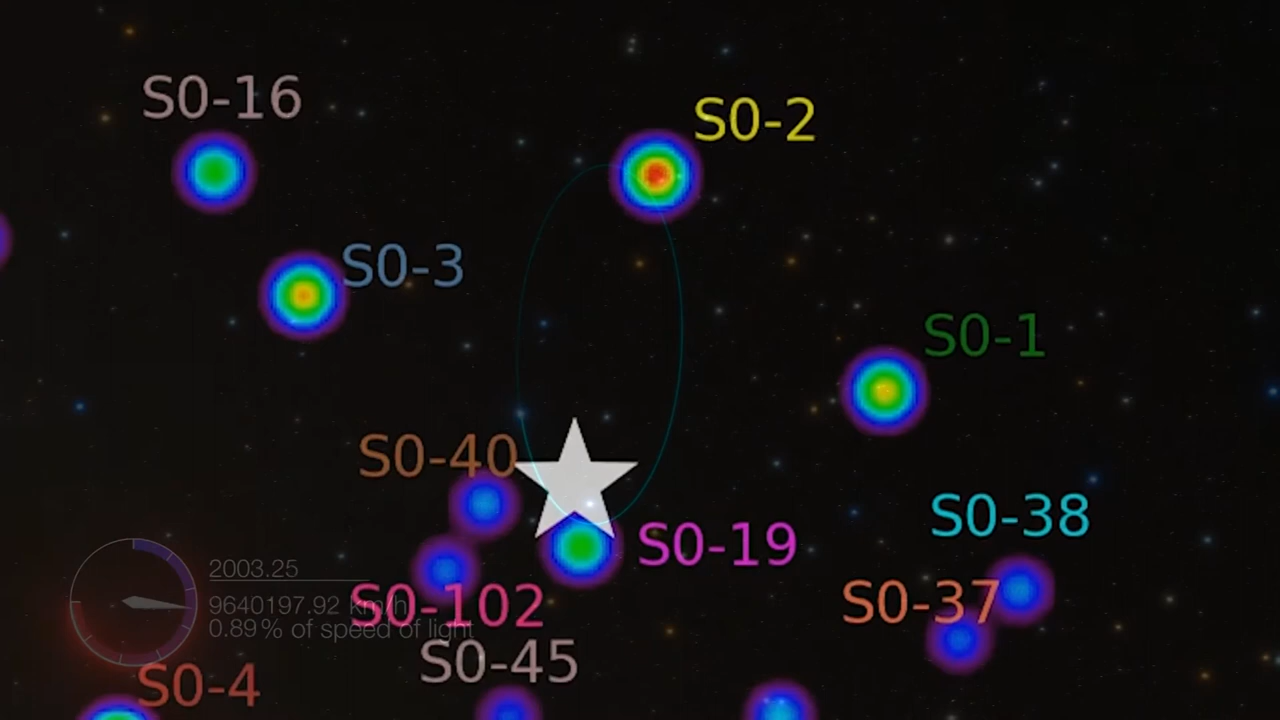 S0-16
S0-2
S0-3
S0-1
S0-40
S0-38
S0-19
2003.25
9640197.92 km/h
S0-102
S0-37
0.89% of speed of light
S0-45
S0-4